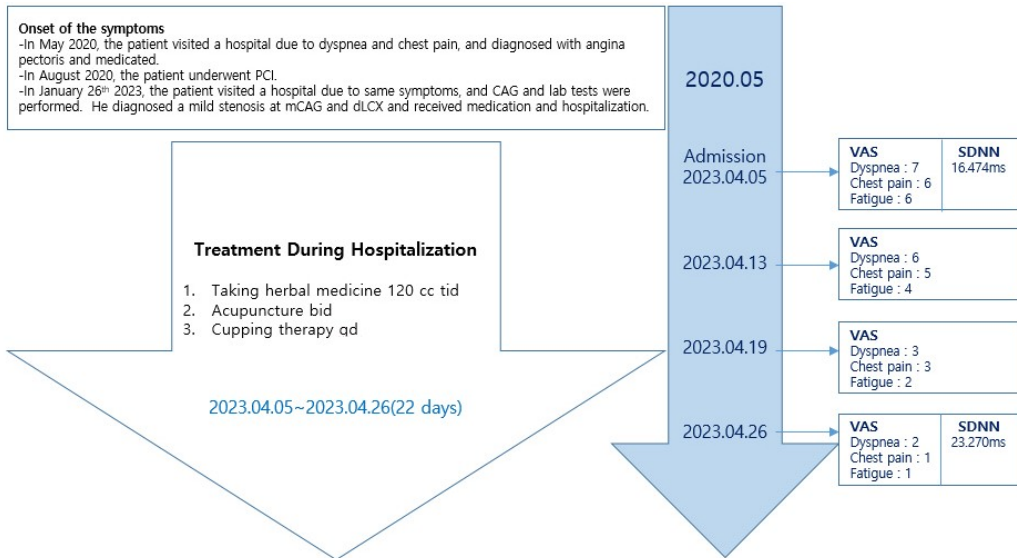 Onset of the symptoms
-In May 2020, the patient visited a hospital due to dyspnea and chest pain, and diagnosed with angina
pectoris and medicated.
-In August 2020, the patient underwent PCI.
-In January 26th 2023, the patient visited a hospital due to same symptoms, and CAG and lab tests were
performed. He diagnosed a mild stenosis at mCAG and dLCX and received medication and hospitalization.
Treatment During Hospitalization
1. Taking herbal medicine 120 cc tid
2. Acupuncture bid
3. Cupping therapy qd
2023.04.05~2023.04.26(22 days)
2020.05
Admission
2023.04.05
VAS
Dyspnea : 7
Chest pain : 6
Fatigue : 6
SDNN
16.474ms
2023.04.13
VAS
Dyspnea : 6
Chest pain : 5
Fatigue : 4
2023.04.19
VAS
Dyspnea : 3
Chest pain : 3
Fatigue : 2
2023.04.26
VAS
Dyspnea : 2
Chest pain : 1
Fatigue : 1
SDNN
23.270ms